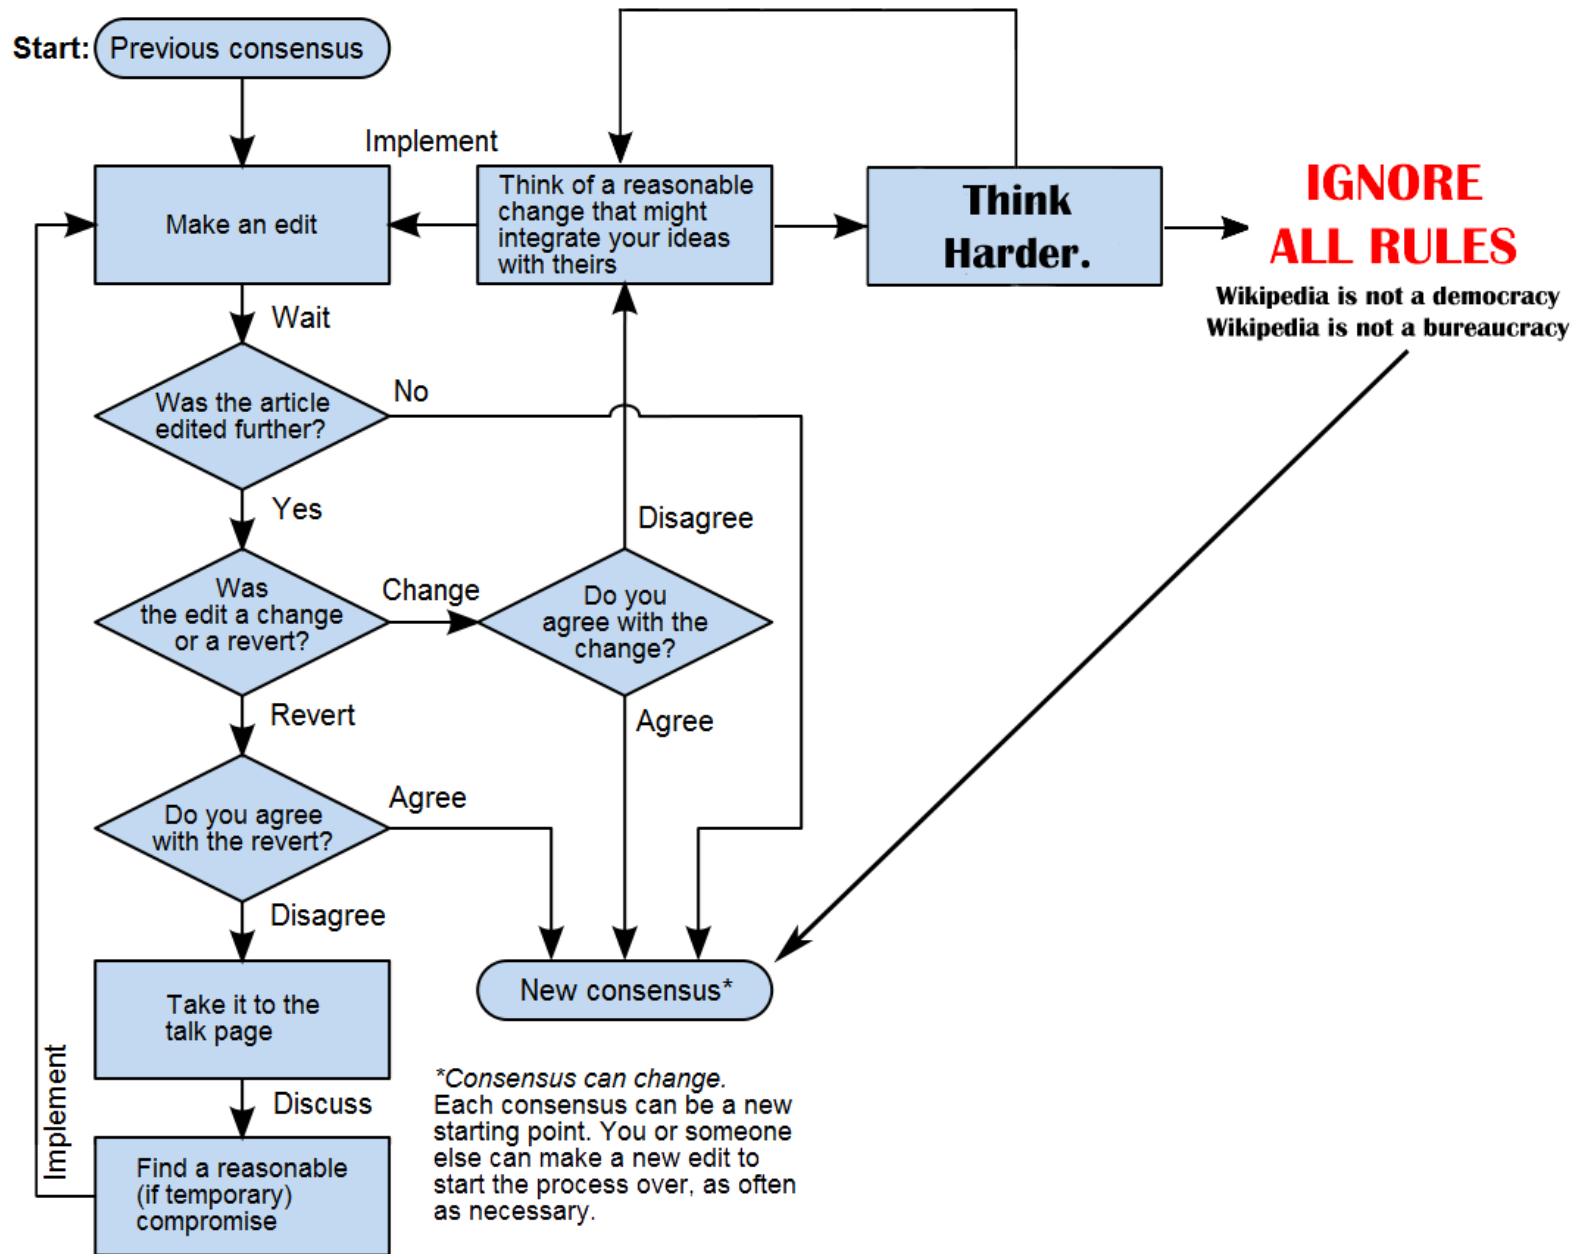 Start:
Previous consensus
Implement
Make an edit
Think of a reasonable
change that might
integrate your ideas
with theirs
Think
Harder.
IGNORE
ALL RULES
Wikipedia is not a democracy
Wikipedia is not a bureaucracy
Wait
Was the article
edited further?
No
Yes
Disagree
Was
the edit a change
or a revert?
Change
Do you
agree with the
change?
Revert
Agree
Do you agree
with the revert?
Agree
Disagree
Take it to the
talk page
New consensus*
Discuss
Implement
Find a reasonable
(if temporary)
compromise
*Consensus can change.
Each consensus can be a new
starting point. You or someone
else can make a new edit to
start the process over, as often
as necessary.